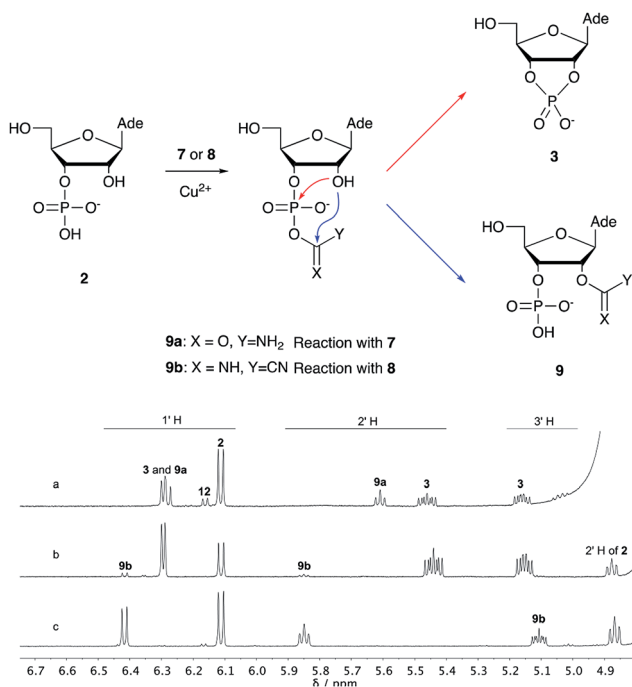 HO
O
Ade
O
O
P
O
O⁻
3
HO
O
Ade
O
OH
O=P—O⁻
OH
2
7 or 8
Cu²⁺
HO
O
Ade
O
OH
O=P—O⁻
O
Y
X
HO
O
Ade
O
O
Y
O=P—O⁻
X
OH
9
9a: X = O, Y=NH₂ Reaction with 7
9b: X = NH, Y=CN Reaction with 8
1' H
2' H
3' H
2
3 and 9a
12
9a
3
3
a
9b
9b
2' H of 2
b
9b
c
6.7 6.6 6.5 6.4 6.3 6.2 6.1 6.0 5.9 5.8 5.7 5.6 5.5 5.4 5.3 5.2 5.1 5.0 4.9
δ / ppm